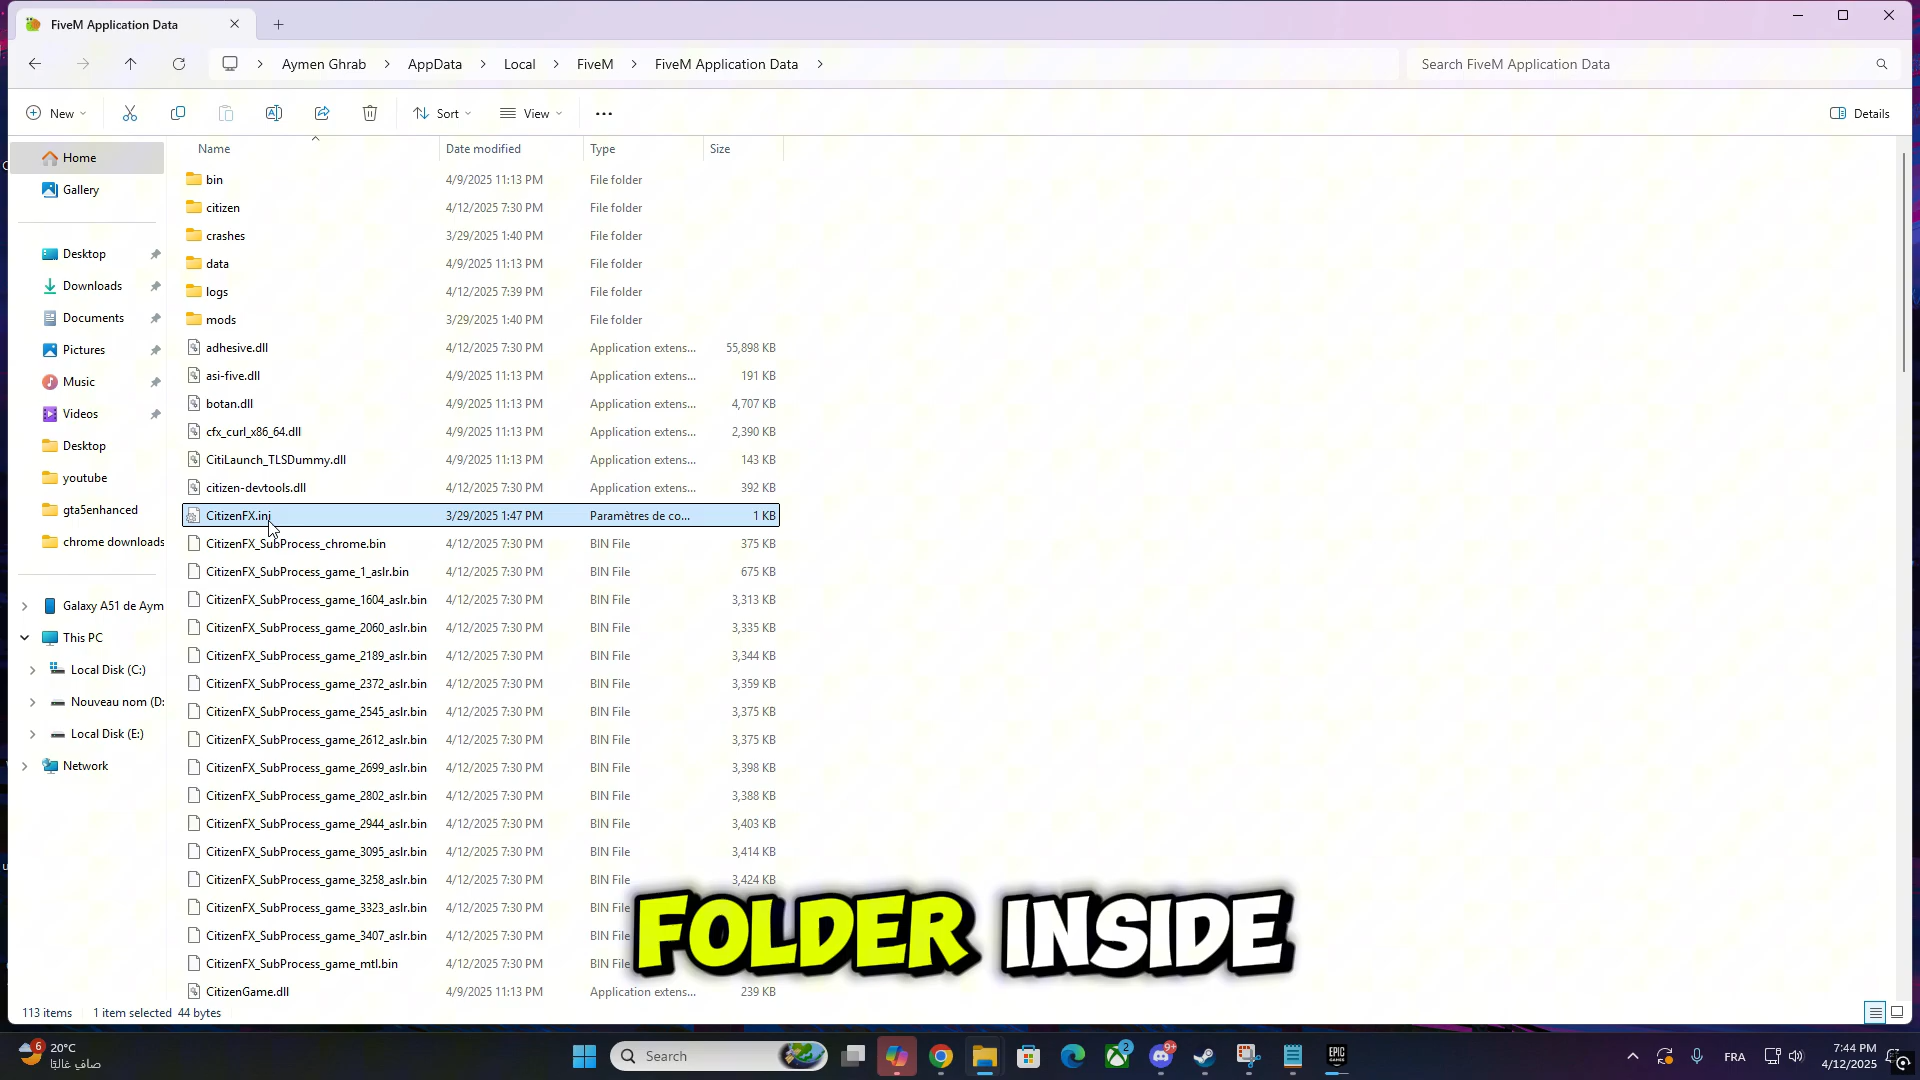 FiveM Application Data
Aymen Ghrab
AppData
Local
FiveM
FiveM Application Data
Search FiveM Application Data
New
Sort
View
Details
Name Date modified Type Size
Home
Gallery
Desktop
Downloads
Documents
Pictures
Music
Videos
Desktop
youtube
gta5enhanced
chrome downloads
Galaxy A51 de Aym
This PC
Local Disk (C:)
Nouveau nom (D:
Local Disk (E:)
Network
bin 4/9/2025 11:13 PM File folder
citizen 4/12/2025 7:30 PM File folder
crashes 3/29/2025 1:40 PM File folder
data 4/9/2025 11:13 PM File folder
logs 4/12/2025 7:39 PM File folder
mods 3/29/2025 1:40 PM File folder
adhesive.dll 4/12/2025 7:30 PM Application extens... 55,898 KB
asi-five.dll 4/9/2025 11:13 PM Application extens... 191 KB
botan.dll 4/9/2025 11:13 PM Application extens... 4,707 KB
cfx_curl_x86_64.dll 4/9/2025 11:13 PM Application extens... 2,390 KB
CitiLaunch_TLSDummy.dll 4/9/2025 11:13 PM Application extens... 143 KB
citizen-devtools.dll 4/12/2025 7:30 PM Application extens... 392 KB
CitizenFX.ini 3/29/2025 1:47 PM Paramètres de co... 1 KB
CitizenFX_SubProcess_chrome.bin 4/12/2025 7:30 PM BIN File 375 KB
CitizenFX_SubProcess_game_1_aslr.bin 4/12/2025 7:30 PM BIN File 675 KB
CitizenFX_SubProcess_game_1604_aslr.bin 4/12/2025 7:30 PM BIN File 3,313 KB
CitizenFX_SubProcess_game_2060_aslr.bin 4/12/2025 7:30 PM BIN File 3,335 KB
CitizenFX_SubProcess_game_2189_aslr.bin 4/12/2025 7:30 PM BIN File 3,344 KB
CitizenFX_SubProcess_game_2372_aslr.bin 4/12/2025 7:30 PM BIN File 3,359 KB
CitizenFX_SubProcess_game_2545_aslr.bin 4/12/2025 7:30 PM BIN File 3,375 KB
CitizenFX_SubProcess_game_2612_aslr.bin 4/12/2025 7:30 PM BIN File 3,375 KB
CitizenFX_SubProcess_game_2699_aslr.bin 4/12/2025 7:30 PM BIN File 3,398 KB
CitizenFX_SubProcess_game_2802_aslr.bin 4/12/2025 7:30 PM BIN File 3,388 KB
CitizenFX_SubProcess_game_2944_aslr.bin 4/12/2025 7:30 PM BIN File 3,403 KB
CitizenFX_SubProcess_game_3095_aslr.bin 4/12/2025 7:30 PM BIN File 3,414 KB
CitizenFX_SubProcess_game_3258_aslr.bin 4/12/2025 7:30 PM BIN File 3,424 KB
CitizenFX_SubProcess_game_3323_aslr.bin 4/12/2025 7:30 PM BIN File
CitizenFX_SubProcess_game_3407_aslr.bin 4/12/2025 7:30 PM BIN File
CitizenFX_SubProcess_game_mtl.bin 4/12/2025 7:30 PM BIN File
CitizenGame.dll 4/9/2025 11:13 PM Application extens... 239 KB
FOLDER INSIDE
113 items 1 item selected 44 bytes
6
20°C
صافٍ غالبًا
Search
2
9+
EPIC
GAMES
FRA
7:44 PM
4/12/2025